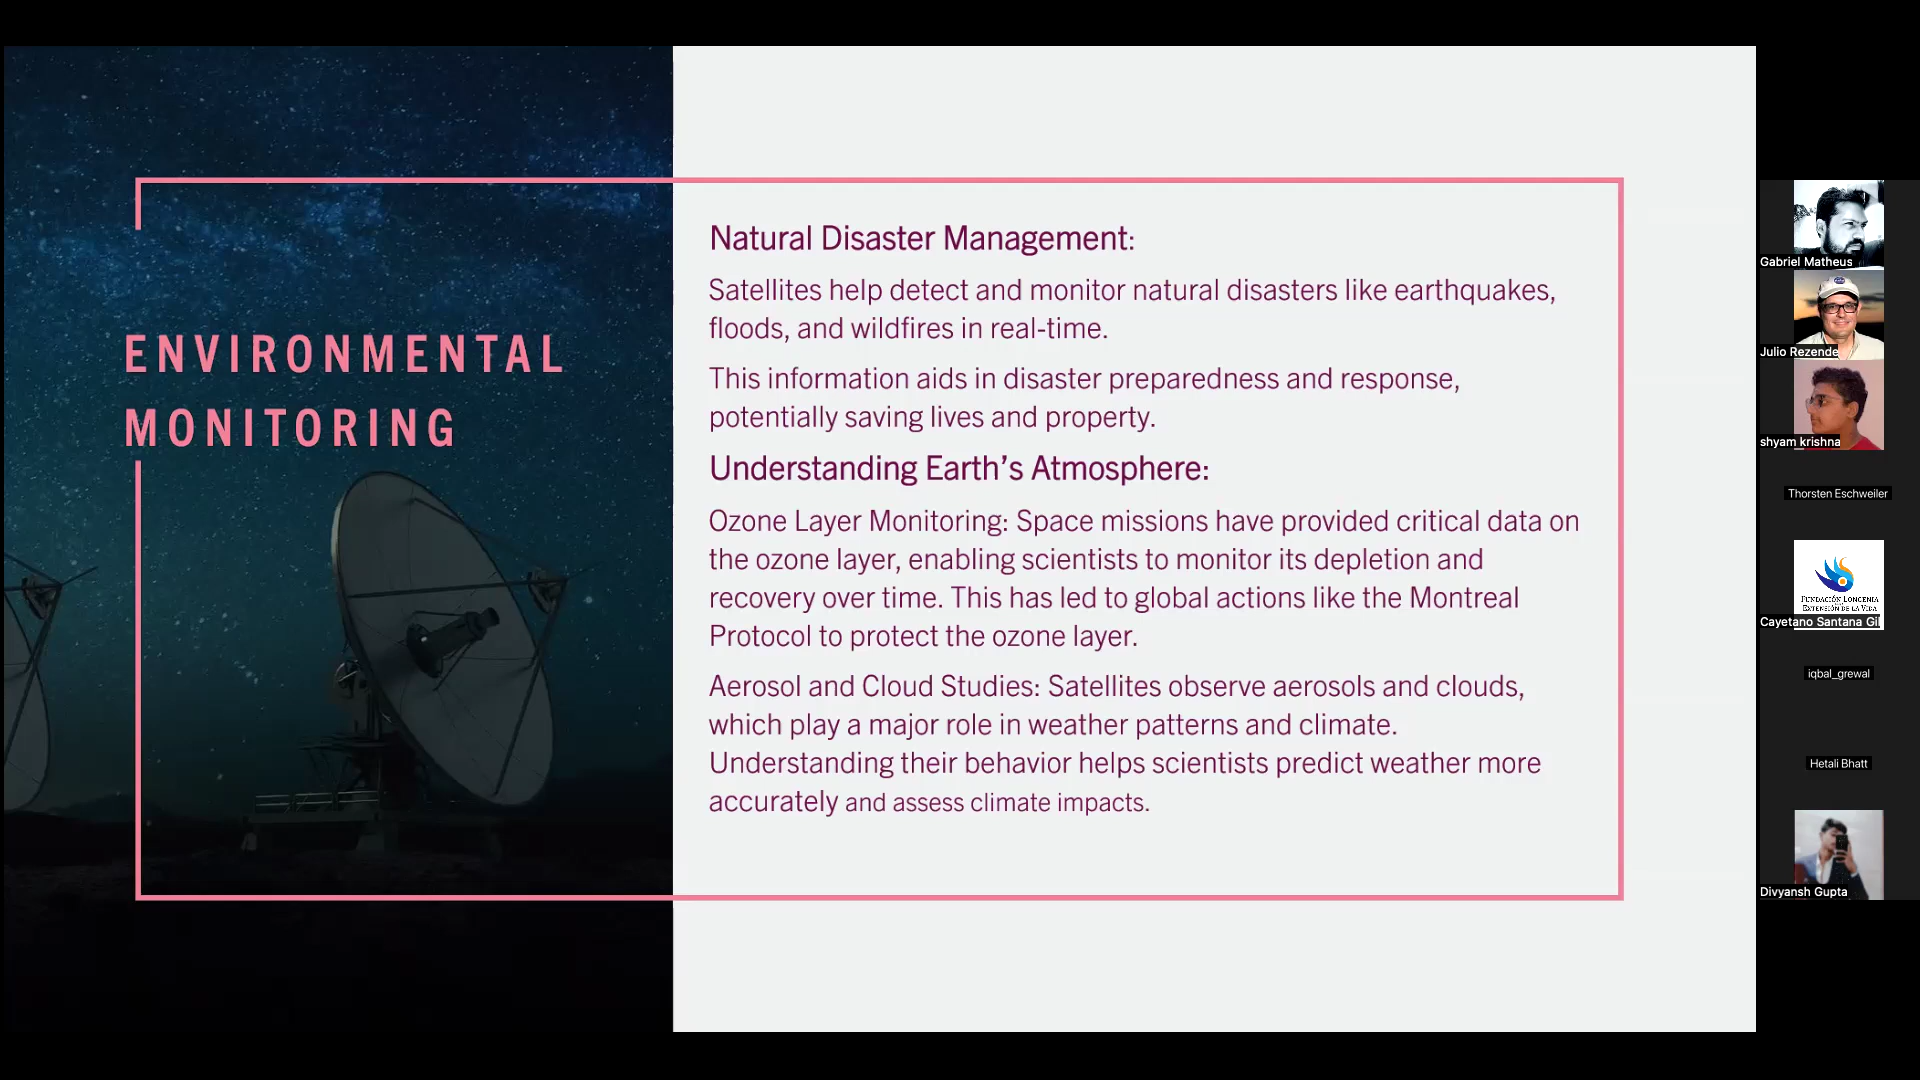 ENVIRONMENTAL
MONITORING
Natural Disaster Management:
Satellites help detect and monitor natural disasters like earthquakes,
floods, and wildfires in real-time.
This information aids in disaster preparedness and response,
potentially saving lives and property.
Understanding Earth’s Atmosphere:
Ozone Layer Monitoring: Space missions have provided critical data on
the ozone layer, enabling scientists to monitor its depletion and
recovery over time. This has led to global actions like the Montreal
Protocol to protect the ozone layer.
Aerosol and Cloud Studies: Satellites observe aerosols and clouds,
which play a major role in weather patterns and climate.
Understanding their behavior helps scientists predict weather more
accurately and assess climate impacts.
Gabriel Matheus
Julio Rezende
shyam krishna
Thorsten Eschweiler
FUNDACIÓN LONGENIA
EXTENSIÓN DE LA VIDA
Cayetano Santana Gil
iqbal_grewal
Hetali Bhatt
Divyansh Gupta